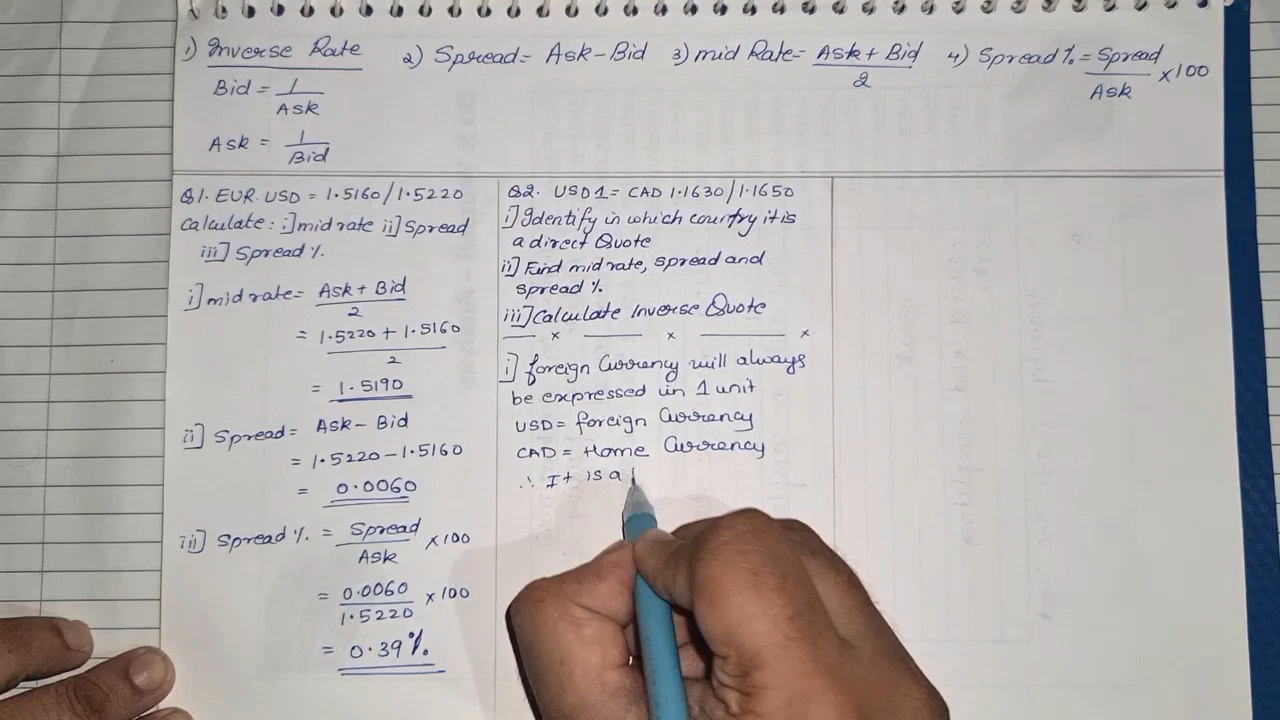 1) Inverse Rate
Bid = 1/Ask
Ask = 1/Bid
2) Spread = Ask - Bid
3) mid Rate = Ask + Bid / 2
4) Spread % = Spread / Ask × 100
Q1. EUR.USD = 1.5160/1.5220
Calculate: i] mid rate ii] Spread
iii] Spread %.
i] mid rate = Ask + Bid / 2
= 1.5220 + 1.5160 / 2
= 1.5190
ii] Spread = Ask - Bid
= 1.5220 - 1.5160
= 0.0060
iii] Spread %. = Spread / Ask × 100
= 0.0060 / 1.5220 × 100
= 0.39%
Q2. USD 1 = CAD 1.1630/1.1650
i] Identify in which country it is
a direct Quote
ii] Find mid rate, spread and
spread %.
iii] Calculate Inverse Quote
i] foreign Currency will always
be expressed in 1 unit
USD = foreign Currency
CAD = Home Currency
∴ It is a